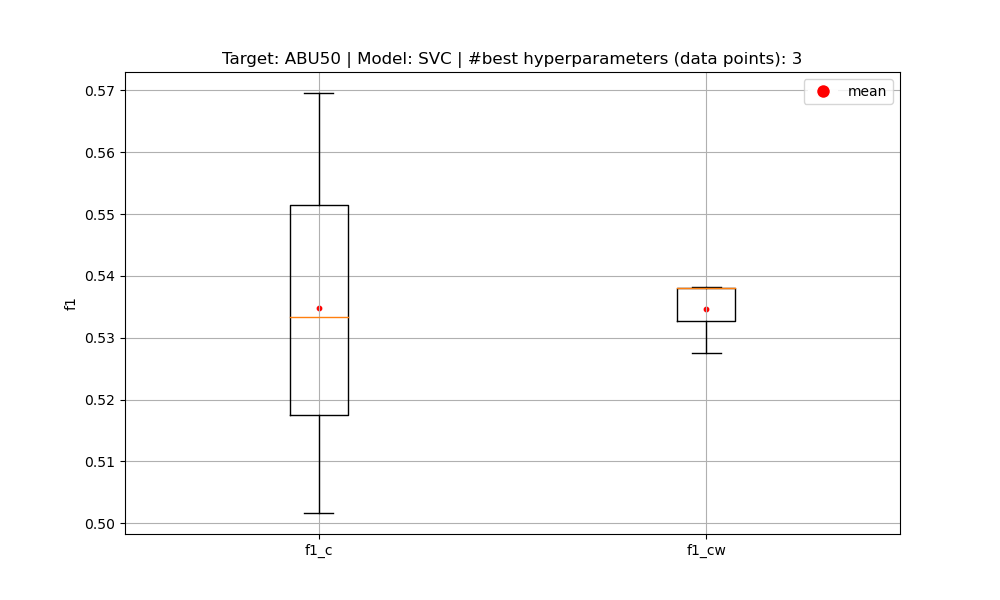 Target: ABU50 | Model: SVC | #best hyperparameters (data points): 3
mean
0.57
0.56
0.55
0.54
0.53
0.52
0.51
0.50
f1
f1_c
f1_cw